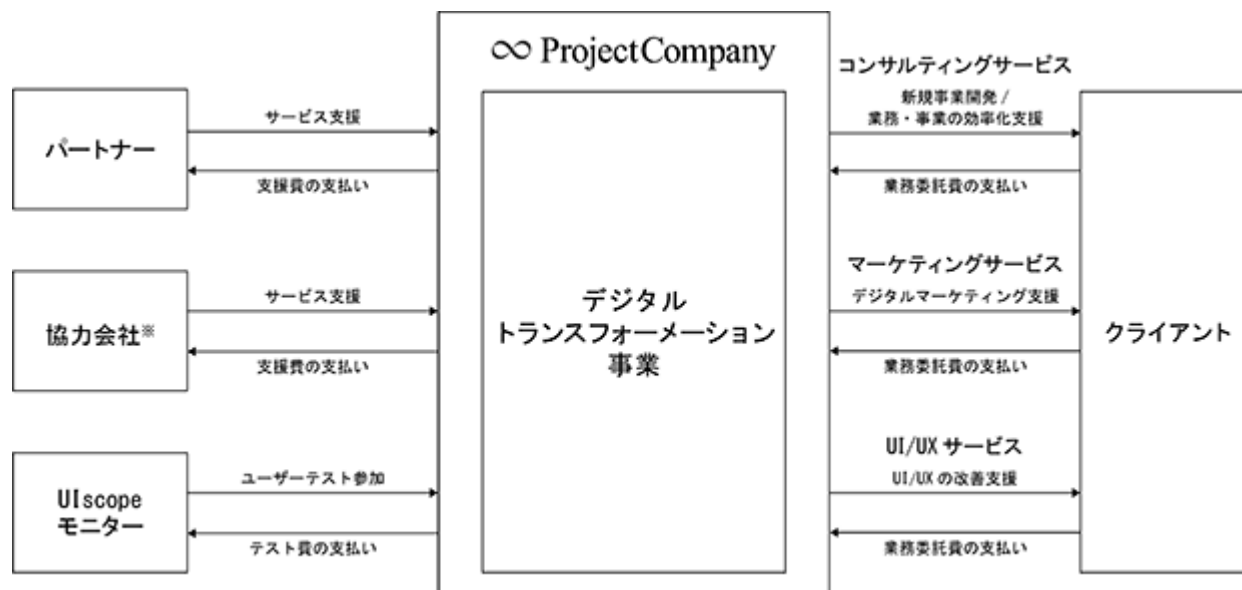 ∞ ProjectCompany
パートナー
サービス支援
支援費の支払い
協力会社※
サービス支援
支援費の支払い
UIscope
モニター
ユーザーテスト参加
テスト費の支払い
デジタル
トランスフォーメーション
事業
コンサルティングサービス
新規事業開発 /
業務・事業の効率化支援
業務委託費の支払い
マーケティングサービス
デジタルマーケティング支援
業務委託費の支払い
UI/UX サービス
UI/UX の改善支援
業務委託費の支払い
クライアント